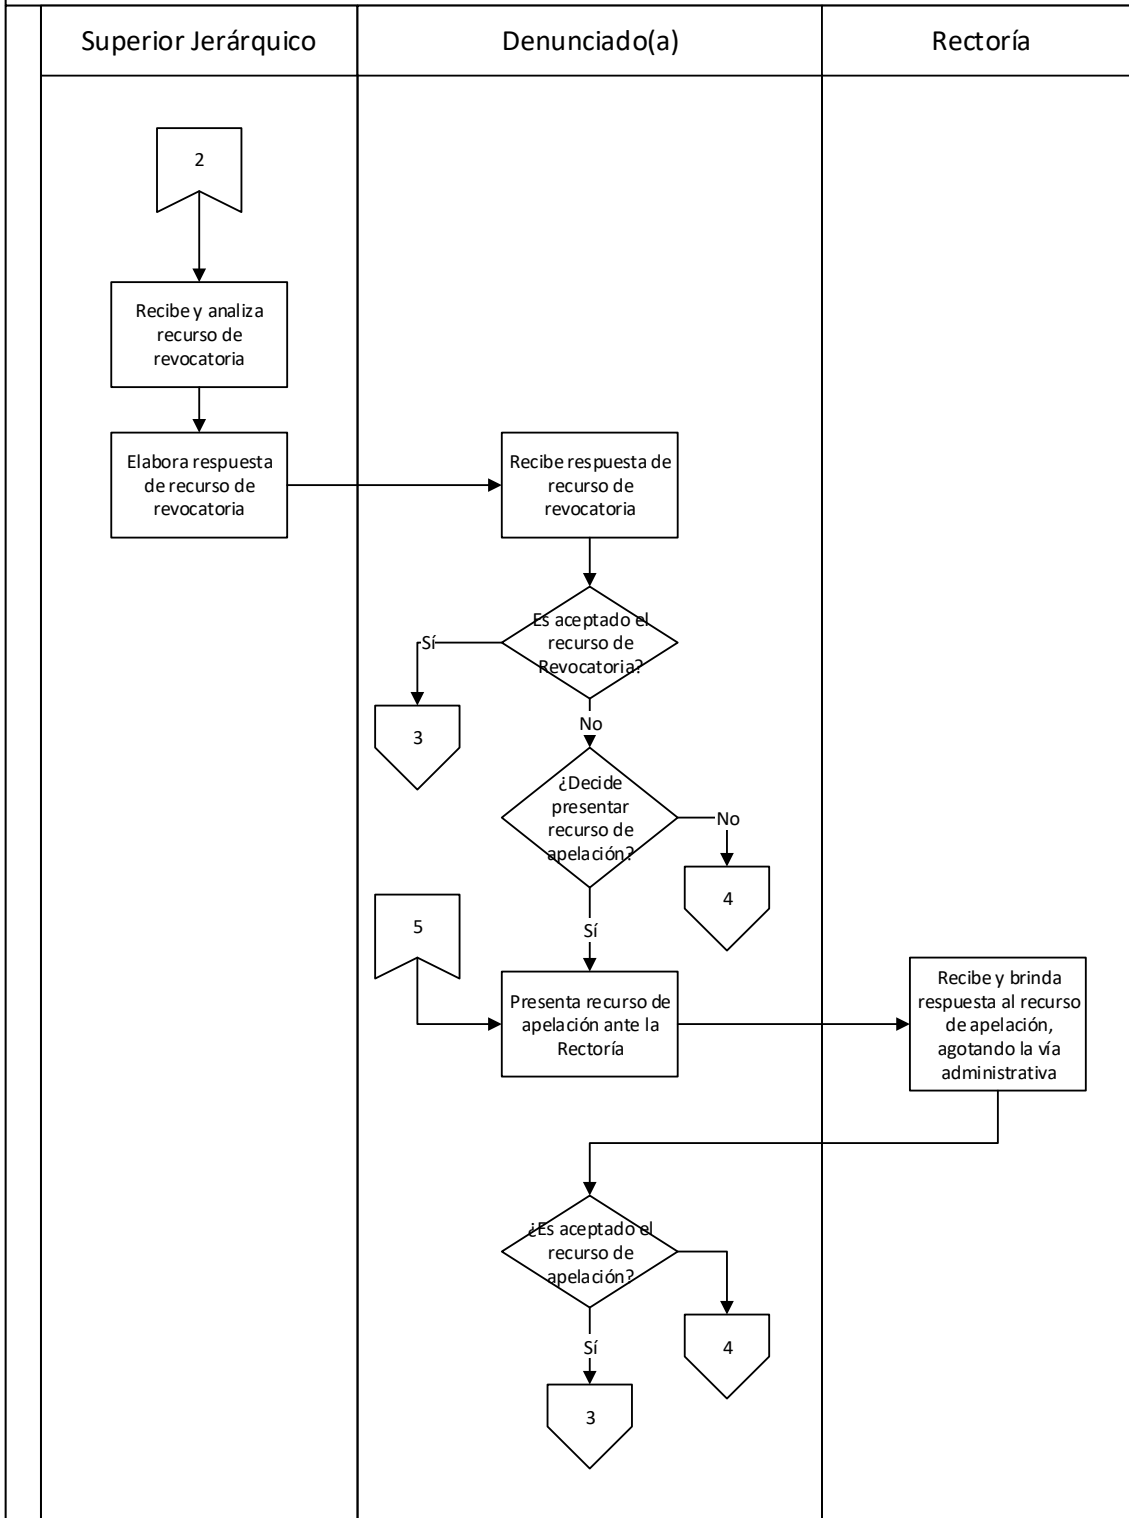 Superior Jerárquico
Denunciado(a)
Rectoría
2
Recibe y analiza
recurso de
revocatoria
Elabora respuesta
de recurso de
revocatoria
Recibe respuesta de
recurso de
revocatoria
Es aceptado el
recurso de
Revocatoria?
Sí
3
No
¿Decide
presentar
recurso de
apelación?
No
4
Sí
5
Presenta recurso de
apelación ante la
Rectoría
Recibe y brinda
respuesta al recurso
de apelación,
agotando la vía
administrativa
¿Es aceptado el
recurso de
apelación?
4
Sí
3